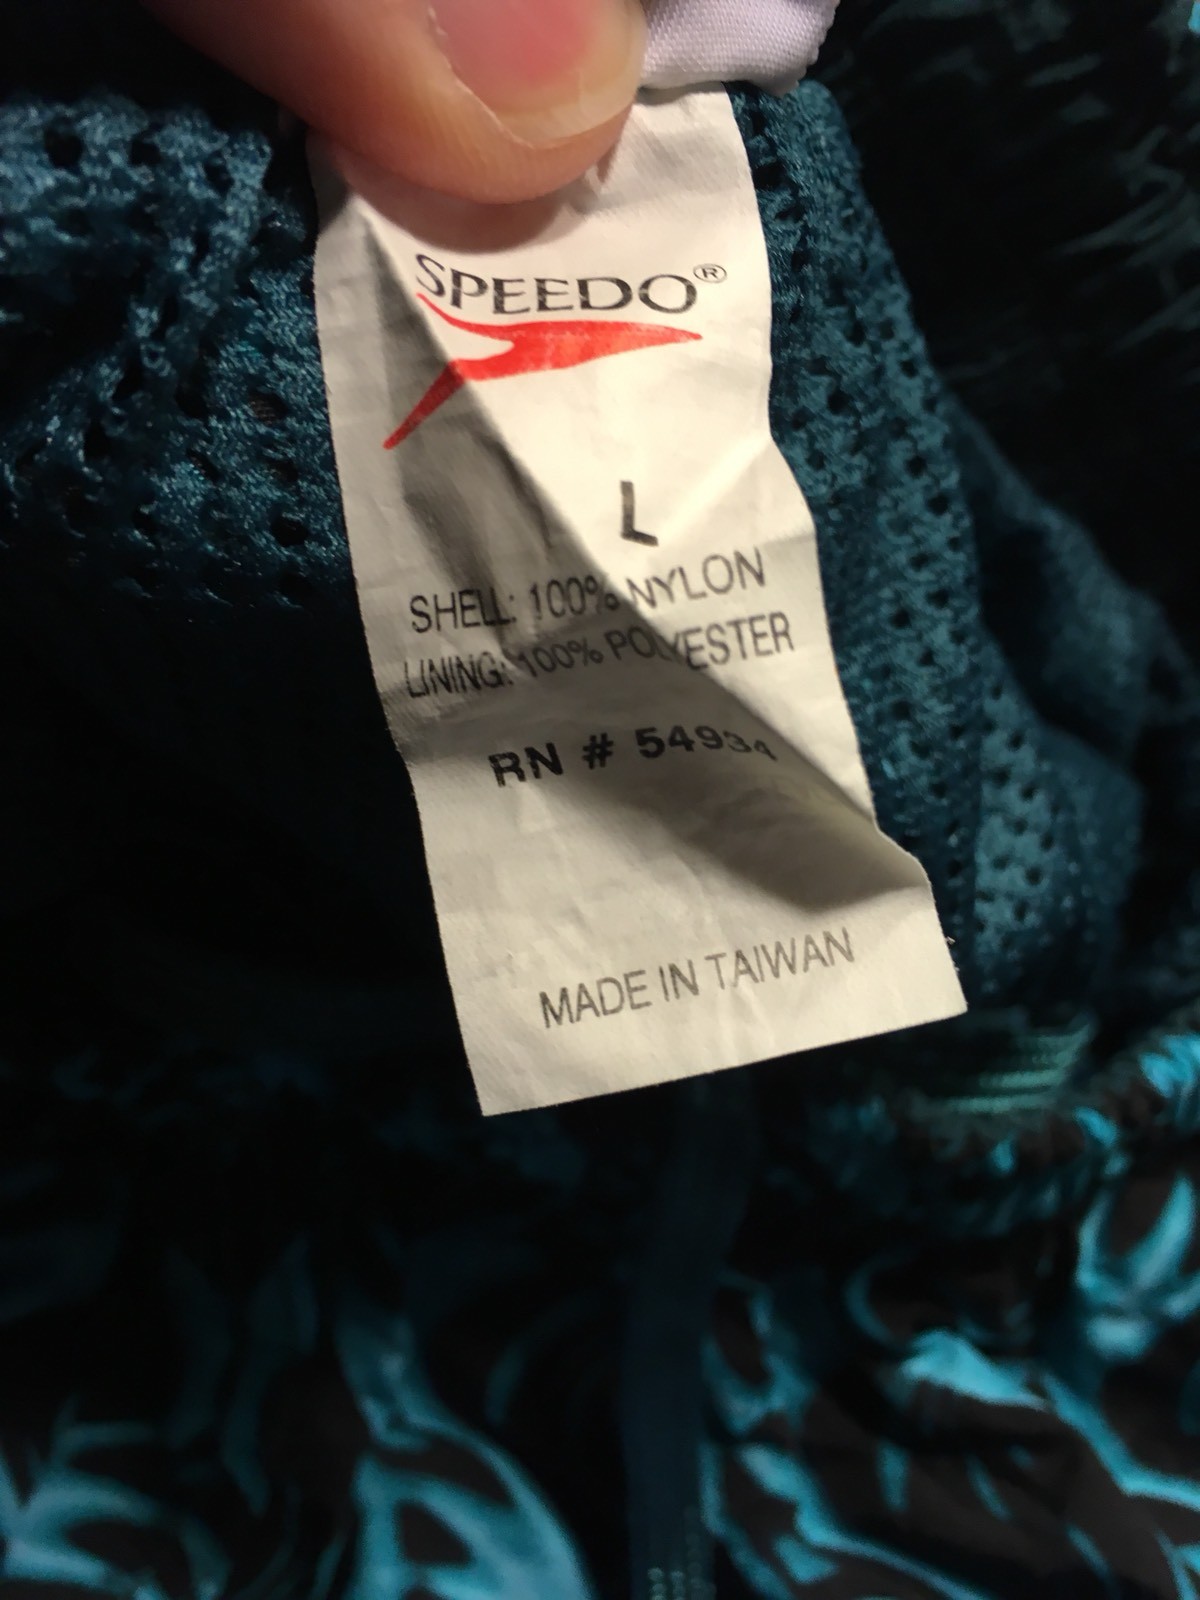 SPEEDO®
L
SHELL: 100% NYLON
LINING: 100% POLYESTER
RN # 54934
MADE IN TAIWAN